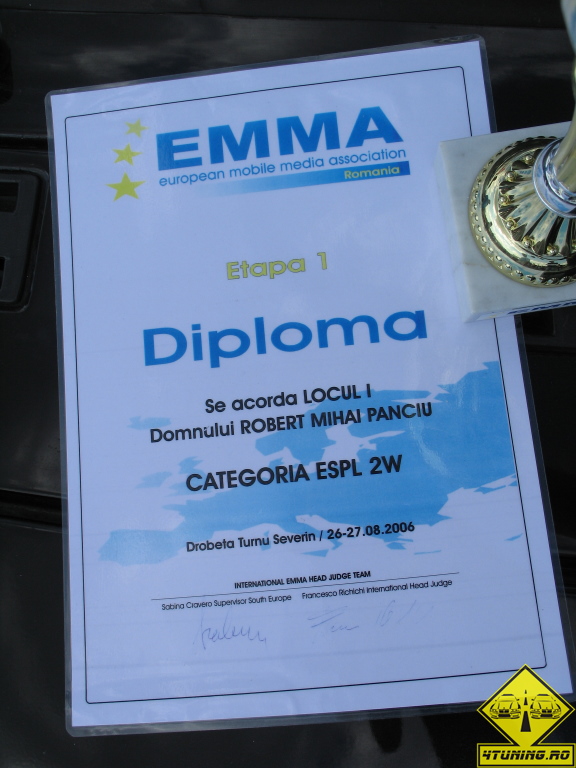 EMMA
european mobile media association
Romania
Etapa 1
Diploma
Se acorda LOCUL I
Domnului ROBERT MIHAI PANCIU
CATEGORIA ESPL 2W
Drobeta Turnu Severin / 26-27.08.2006
INTERNATIONAL EMMA HEAD JUDGE TEAM
Sabina Cravero Supervisor South Europe Francesco Richichi International Head Judge
4TUNING.RO